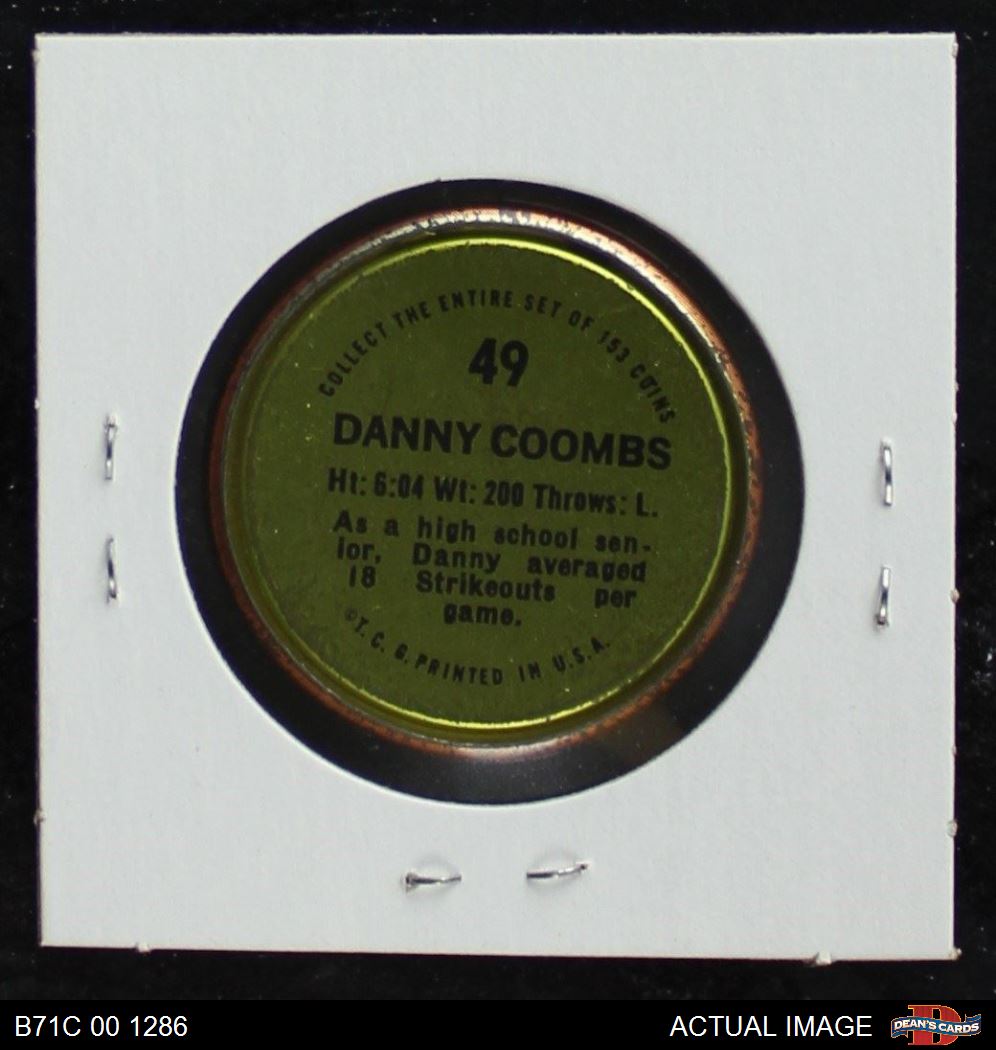 COLLECT THE ENTIRE SET OF 153 COINS
49
DANNY COOMBS
Ht: 6:04 Wt: 200 Throws: L.
As a high school sen-
ior, Danny averaged
18 Strikeouts per
game.
©T. C. G. PRINTED IN U.S.A.
B71C 00 1286
ACTUAL IMAGE
DEAN'S CARDS